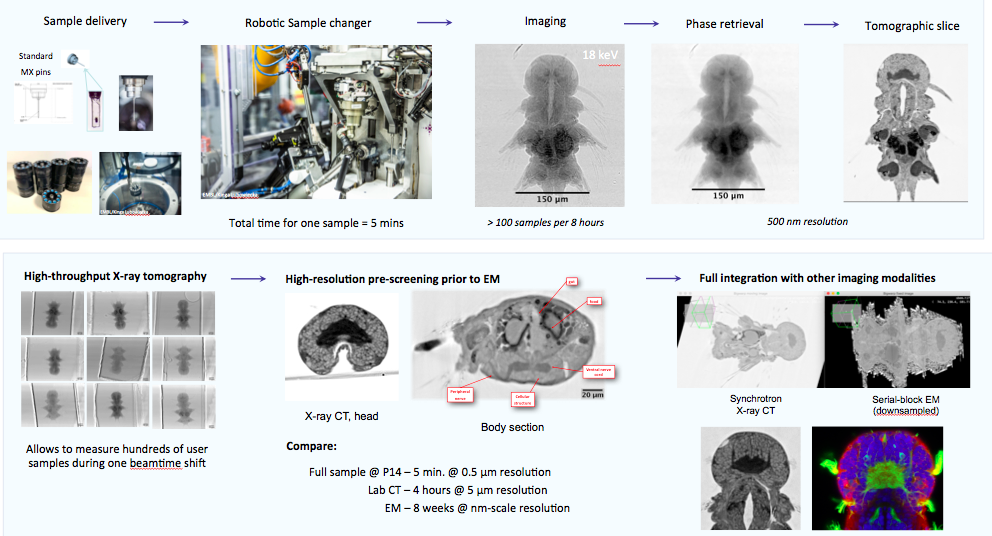 Sample delivery
Robotic Sample changer
Imaging
Phase retrieval
Tomographic slice
Standard
MX pins
18 keV
150 µm
150 µm
Total time for one sample = 5 mins
> 100 samples per 8 hours
500 nm resolution
High-throughput X-ray tomography
High-resolution pre-screening prior to EM
Full integration with other imaging modalities
gut
head
Ventral nerve
cord
Peripheral
nerve
Cellular
structure
20 µm
X-ray CT, head
Body section
Synchrotron
X-ray CT
Serial-block EM
(downsampled)
Allows to measure hundreds of user
samples during one beamtime shift
Compare:
Full sample @ P14 – 5 min. @ 0.5 µm resolution
Lab CT – 4 hours @ 5 µm resolution
EM – 8 weeks @ nm-scale resolution